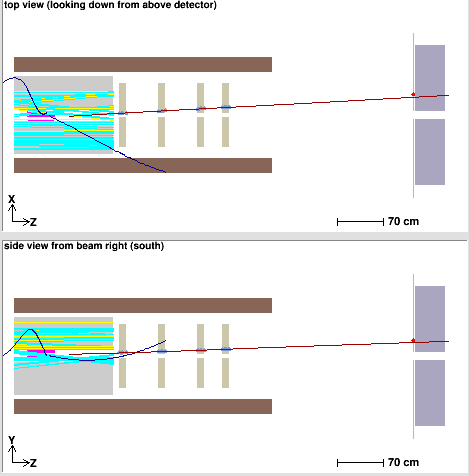 top view (looking down from above detector)
X
Z
70 cm
side view from beam right (south)
Y
Z
70 cm